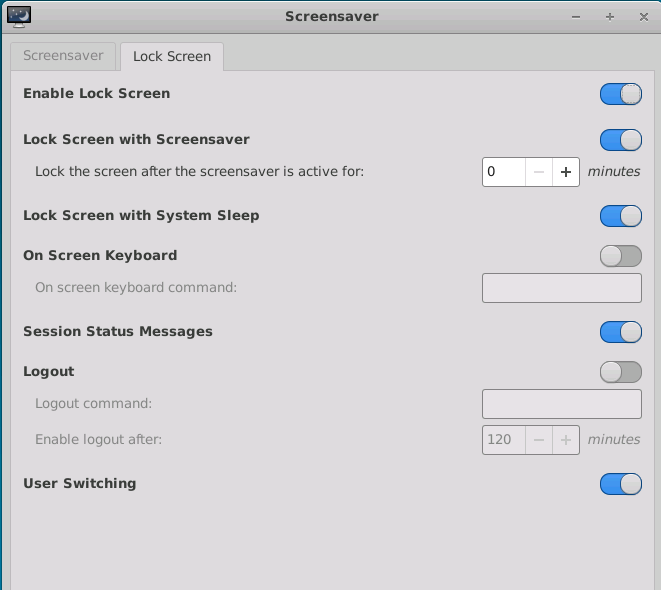 Screensaver
Screensaver
Lock Screen
Enable Lock Screen
Lock Screen with Screensaver
Lock the screen after the screensaver is active for: 0 − + minutes
Lock Screen with System Sleep
On Screen Keyboard
On screen keyboard command:
Session Status Messages
Logout
Logout command:
Enable logout after: 120 − + minutes
User Switching